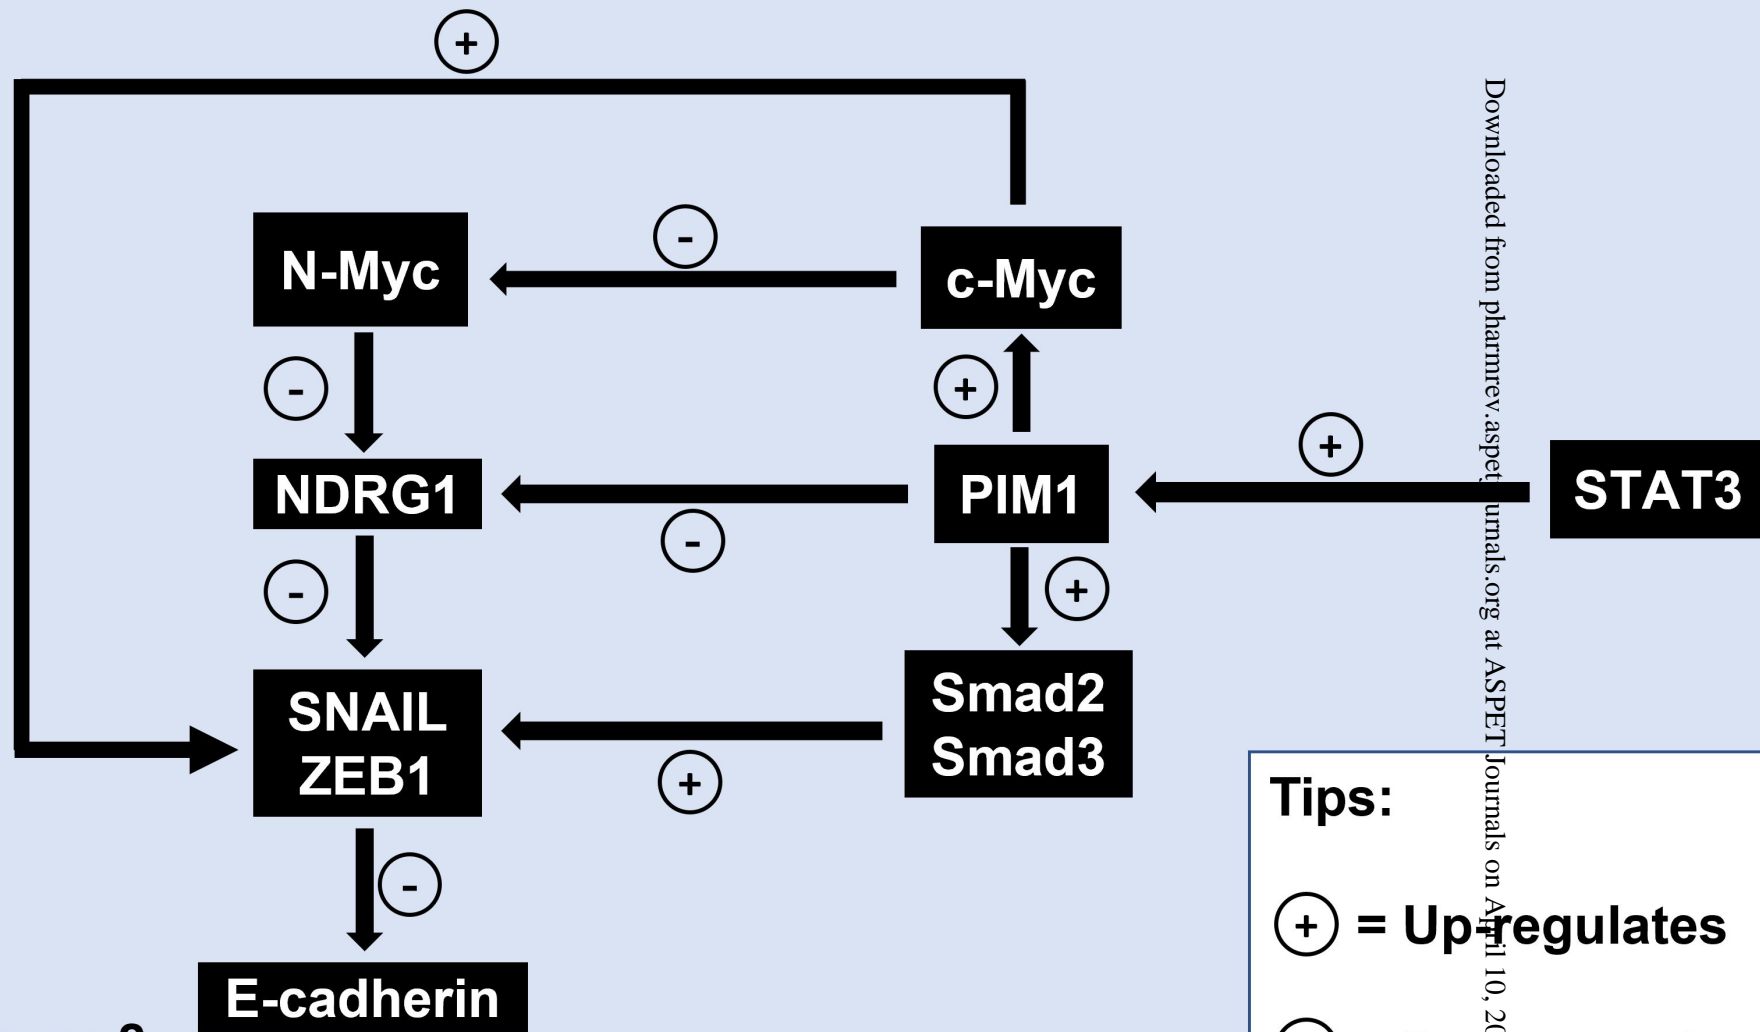 +
N-Myc
-
c-Myc
-
+
+
NDRG1
-
PIM1
STAT3
-
+
SNAIL
ZEB1
+
Smad2
Smad3
-
E-cadherin
Tips:
+ = Up-regulates
Downloaded from pharmrev.aspetjournals.org at ASPET Journals on April 10, 20